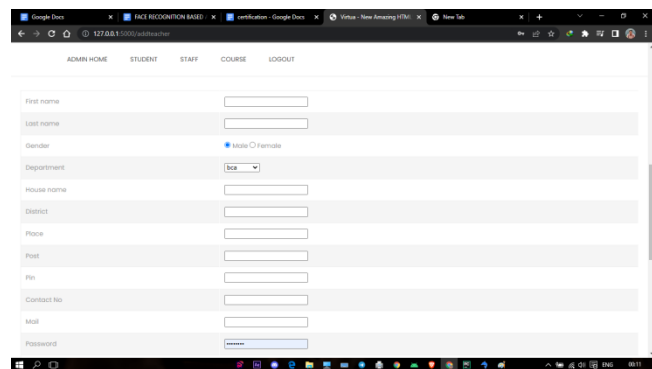 Google Docs
FACE RECOGNITION BASED
certification - Google Docs
Virtua - New Amazing HTML
New Tab
127.0.0.1:5000/addteacher
ADMIN HOME STUDENT STAFF COURSE LOGOUT
First name
Last name
Gender Male Female
Department bca
House name
District
Place
Post
Pin
Contact No
Mail
Password ••••••••
ENG 00:11